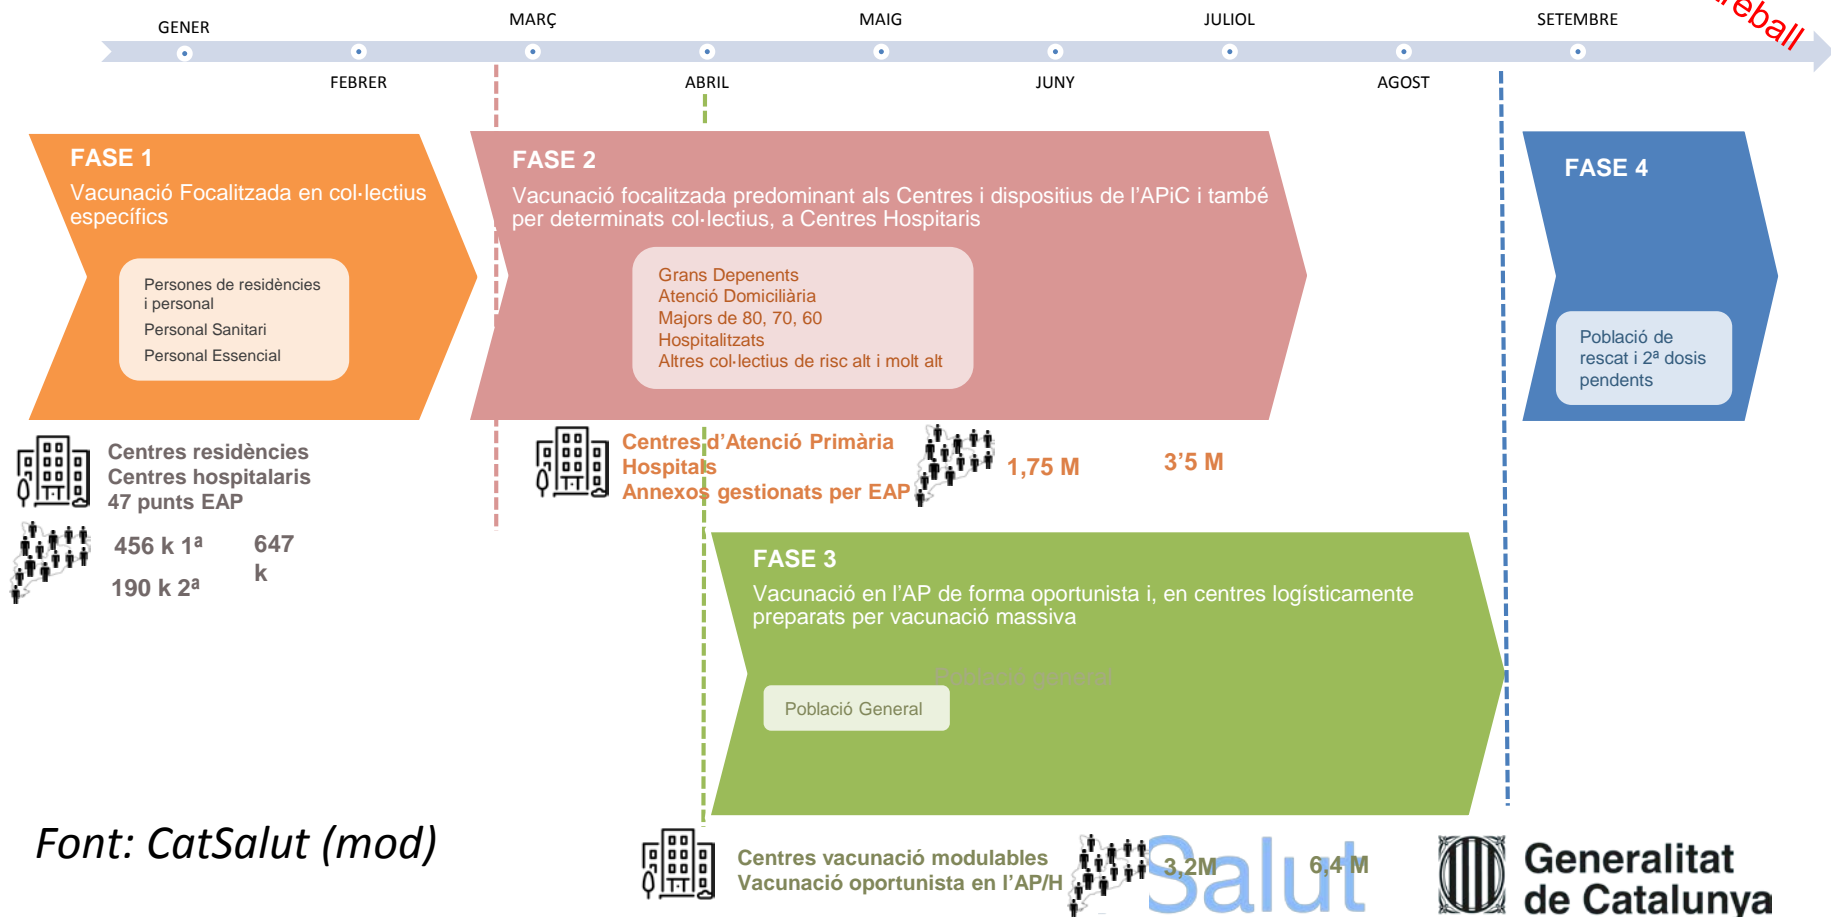 GENER
MARÇ
MAIG
JULIOL
SETEMBRE
FEBRER
ABRIL
JUNY
AGOST
FASE 1
Vacunació Focalitzada en col·lectius
específics
Persones de residències
i personal
Personal Sanitari
Personal Essencial
FASE 2
Vacunació focalitzada predominant als Centres i dispositius de l'APiC i també
per determinats col·lectius, a Centres Hospitaris
Grans Depenents
Atenció Domiciliària
Majors de 80, 70, 60
Hospitalitzats
Altres col·lectius de risc alt i molt alt
FASE 4
Població de
rescat i 2ª dosis
pendents
Centres residències
Centres hospitalaris
47 punts EAP
456 k 1ª
190 k 2ª
647
k
Centres d'Atenció Primària
Hospitals
Annexos gestionats per EAP
1,75 M
3'5 M
FASE 3
Vacunació en l'AP de forma oportunista i, en centres logísticament
preparats per vacunació massiva
Població general
Població General
Font: CatSalut (mod)
Centres vacunació modulables
Vacunació oportunista en l'AP/H
3,2M
6,4 M
Salut
Generalitat
de Catalunya